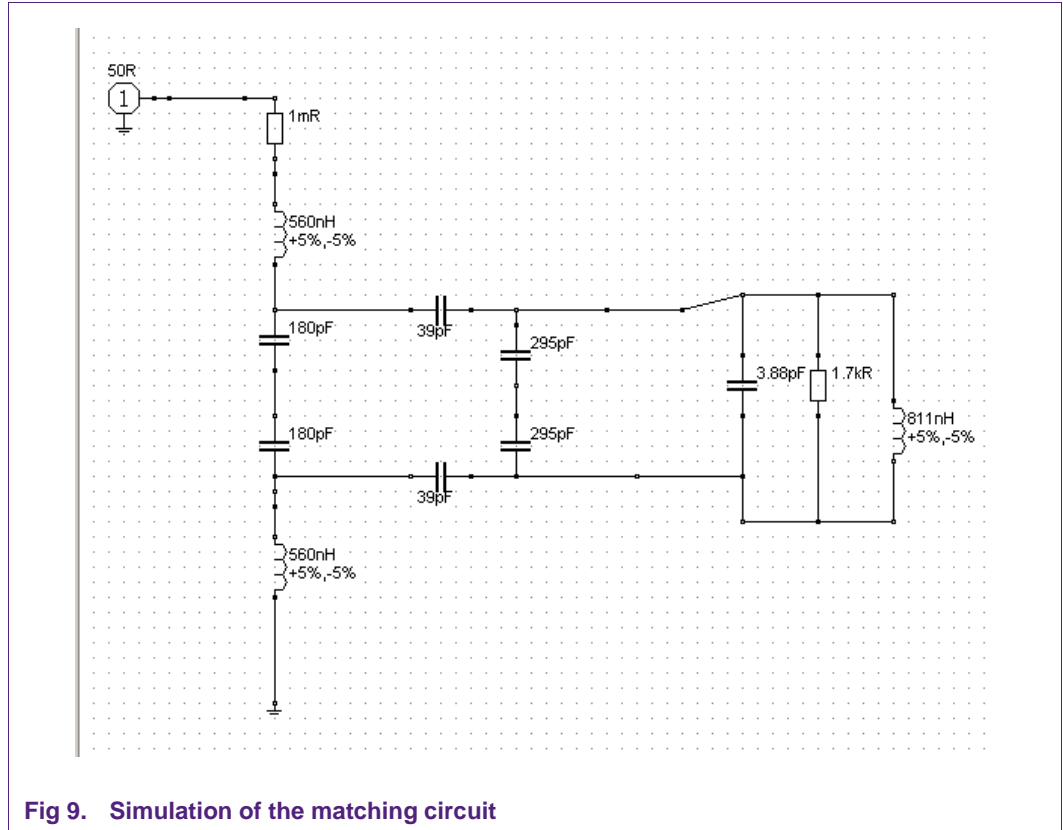 50R
1
1mR
560nH
+5%,-5%
180pF
39pF
295pF
3.88pF
1.7kR
811nH
+5%,-5%
180pF
295pF
39pF
560nH
+5%,-5%
Fig 9. Simulation of the matching circuit